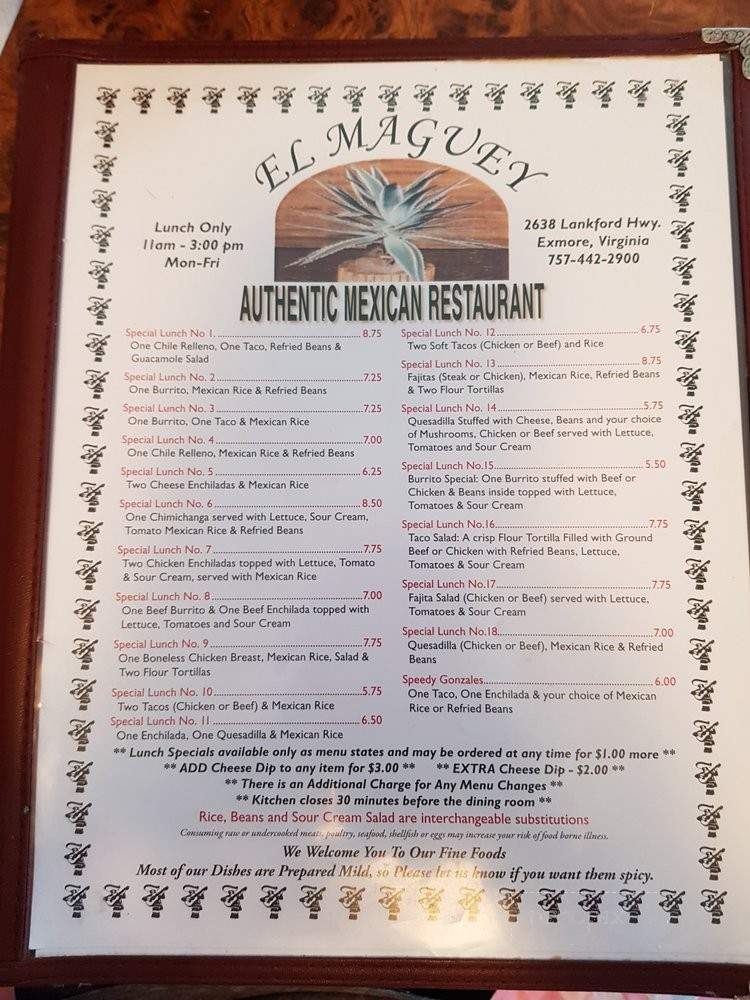 EL MAGUEY
Lunch Only
11am - 3:00 pm
Mon-Fri
2638 Lankford Hwy.
Exmore, Virginia
757-442-2900
AUTHENTIC MEXICAN RESTAURANT
Special Lunch No 1. 8.75
One Chile Relleno, One Taco, Refried Beans &
Guacamole Salad
Special Lunch No. 2 7.25
One Burrito, Mexican Rice & Refried Beans
Special Lunch No. 3 7.25
One Burrito, One Taco & Mexican Rice
Special Lunch No. 4 7.00
One Chile Relleno, Mexican Rice & Refried Beans
Special Lunch No. 5 6.25
Two Cheese Enchiladas & Mexican Rice
Special Lunch No. 6 8.50
One Chimichanga served with Lettuce, Sour Cream,
Tomato Mexican Rice & Refried Beans
Special Lunch No. 7 7.75
Two Chicken Enchiladas topped with Lettuce, Tomato
& Sour Cream, served with Mexican Rice
Special Lunch No. 8 7.00
One Beef Burrito & One Beef Enchilada topped with
Lettuce, Tomatoes and Sour Cream
Special Lunch No. 9 7.75
One Boneless Chicken Breast, Mexican Rice, Salad &
Two Flour Tortillas
Special Lunch No. 10 5.75
Two Tacos (Chicken or Beef) & Mexican Rice
Special Lunch No. 11 6.50
One Enchilada, One Quesadilla & Mexican Rice
Special Lunch No. 12 6.75
Two Soft Tacos (Chicken or Beef) and Rice
Special Lunch No. 13 8.75
Fajitas (Steak or Chicken), Mexican Rice, Refried Beans
& Two Flour Tortillas
Special Lunch No. 14 5.75
Quesadilla Stuffed with Cheese, Beans and your choice
of Mushrooms, Chicken or Beef served with Lettuce,
Tomatoes and Sour Cream
Special Lunch No.15 5.50
Burrito Special: One Burrito stuffed with Beef or
Chicken & Beans inside topped with Lettuce,
Tomatoes & Sour Cream
Special Lunch No.16 7.75
Taco Salad: A crisp Flour Tortilla Filled with Ground
Beef or Chicken with Refried Beans, Lettuce,
Tomatoes & Sour Cream
Special Lunch No.17 7.75
Fajita Salad (Chicken or Beef) served with Lettuce,
Tomatoes & Sour Cream
Special Lunch No.18 7.00
Quesadilla (Chicken or Beef), Mexican Rice & Refried
Beans
Speedy Gonzales 6.00
One Taco, One Enchilada & your choice of Mexican
Rice or Refried Beans
** Lunch Specials available only as menu states and may be ordered at any time for $1.00 more **
** ADD Cheese Dip to any item for $3.00 ** ** EXTRA Cheese Dip - $2.00 **
** There is an Additional Charge for Any Menu Changes **
** Kitchen closes 30 minutes before the dining room **
Rice, Beans and Sour Cream Salad are interchangeable substitutions
Consuming raw or undercooked meats, poultry, seafood, shellfish or eggs may increase your risk of food borne illness.
We Welcome You To Our Fine Foods
Most of our Dishes are Prepared Mild, so Please let us know if you want them spicy.